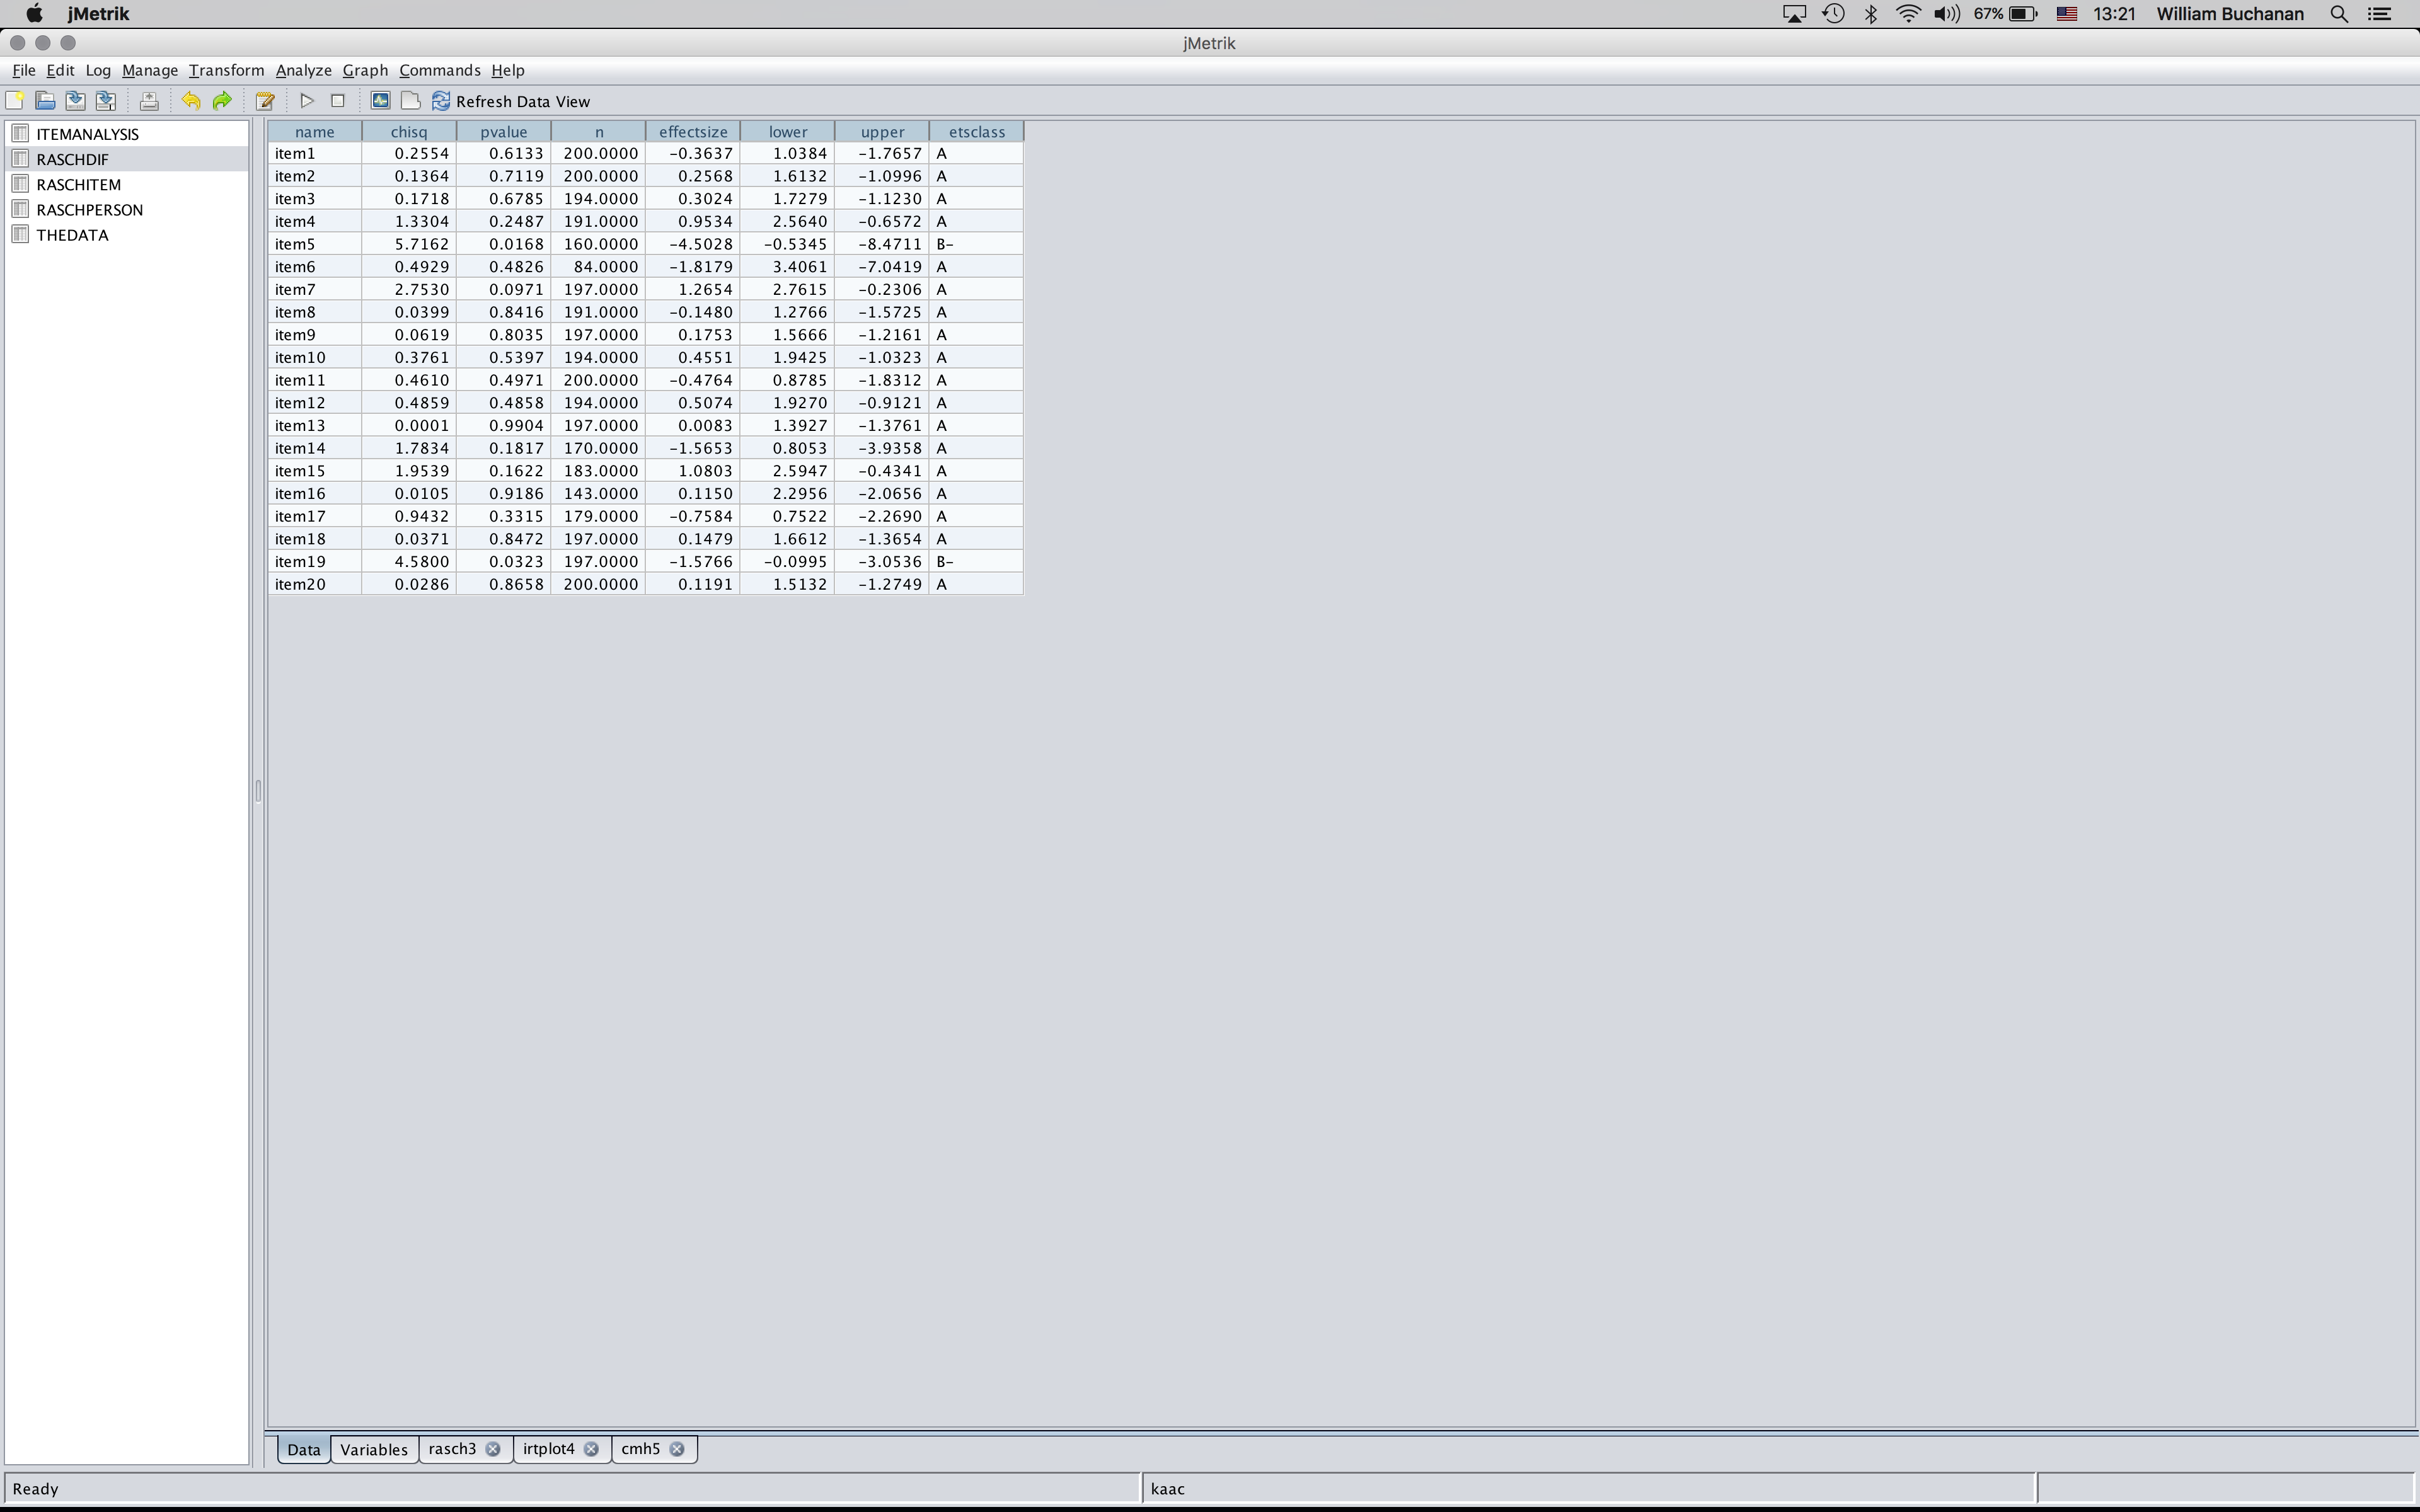 jMetrik 67% 13:21 William Buchanan
jMetrik
File Edit Log Manage Transform Analyze Graph Commands Help
Refresh Data View
ITEMANALYSIS
RASCHDIF
RASCHITEM
RASCHPERSON
THEDATA
name chisq pvalue n effectsize lower upper etsclass
item1 0.2554 0.6133 200.0000 −0.3637 1.0384 −1.7657 A
item2 0.1364 0.7119 200.0000 0.2568 1.6132 −1.0996 A
item3 0.1718 0.6785 194.0000 0.3024 1.7279 −1.1230 A
item4 1.3304 0.2487 191.0000 0.9534 2.5640 −0.6572 A
item5 5.7162 0.0168 160.0000 −4.5028 −0.5345 −8.4711 B−
item6 0.4929 0.4826 84.0000 −1.8179 3.4061 −7.0419 A
item7 2.7530 0.0971 197.0000 1.2654 2.7615 −0.2306 A
item8 0.0399 0.8416 191.0000 −0.1480 1.2766 −1.5725 A
item9 0.0619 0.8035 197.0000 0.1753 1.5666 −1.2161 A
item10 0.3761 0.5397 194.0000 0.4551 1.9425 −1.0323 A
item11 0.4610 0.4971 200.0000 −0.4764 0.8785 −1.8312 A
item12 0.4859 0.4858 194.0000 0.5074 1.9270 −0.9121 A
item13 0.0001 0.9904 197.0000 0.0083 1.3927 −1.3761 A
item14 1.7834 0.1817 170.0000 −1.5653 0.8053 −3.9358 A
item15 1.9539 0.1622 183.0000 1.0803 2.5947 −0.4341 A
item16 0.0105 0.9186 143.0000 0.1150 2.2956 −2.0656 A
item17 0.9432 0.3315 179.0000 −0.7584 0.7522 −2.2690 A
item18 0.0371 0.8472 197.0000 0.1479 1.6612 −1.3654 A
item19 4.5800 0.0323 197.0000 −1.5766 −0.0995 −3.0536 B−
item20 0.0286 0.8658 200.0000 0.1191 1.5132 −1.2749 A
Data Variables rasch3 irtplot4 cmh5
Ready kaac